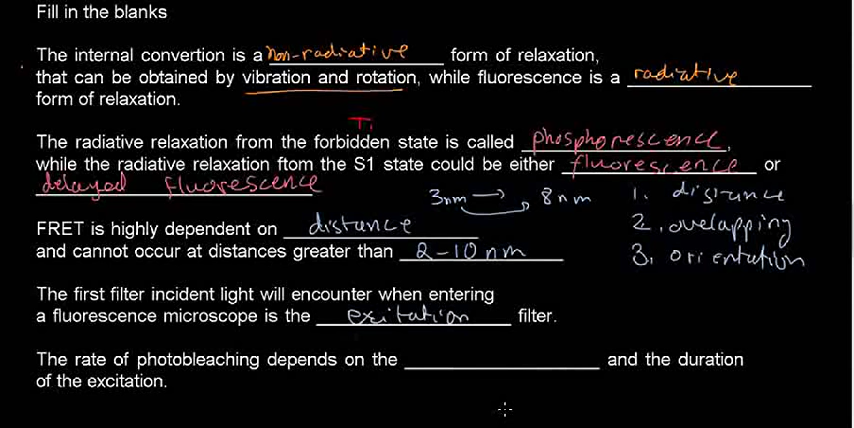 Fill in the blanks
The internal convertion is a non-radiative form of relaxation,
that can be obtained by vibration and rotation, while fluorescence is a radiative
form of relaxation.
T1
The radiative relaxation from the forbidden state is called phosphorescence,
while the radiative relaxation ftom the S1 state could be either fluorescence or
delayed fluorescence
3nm → 8nm
1. distance
FRET is highly dependent on distance
2. ovelapping
and cannot occur at distances greater than 2-10nm
3. orientation
The first filter incident light will encounter when entering
a fluorescence microscope is the exitation filter.
The rate of photobleaching depends on the and the duration
of the excitation.